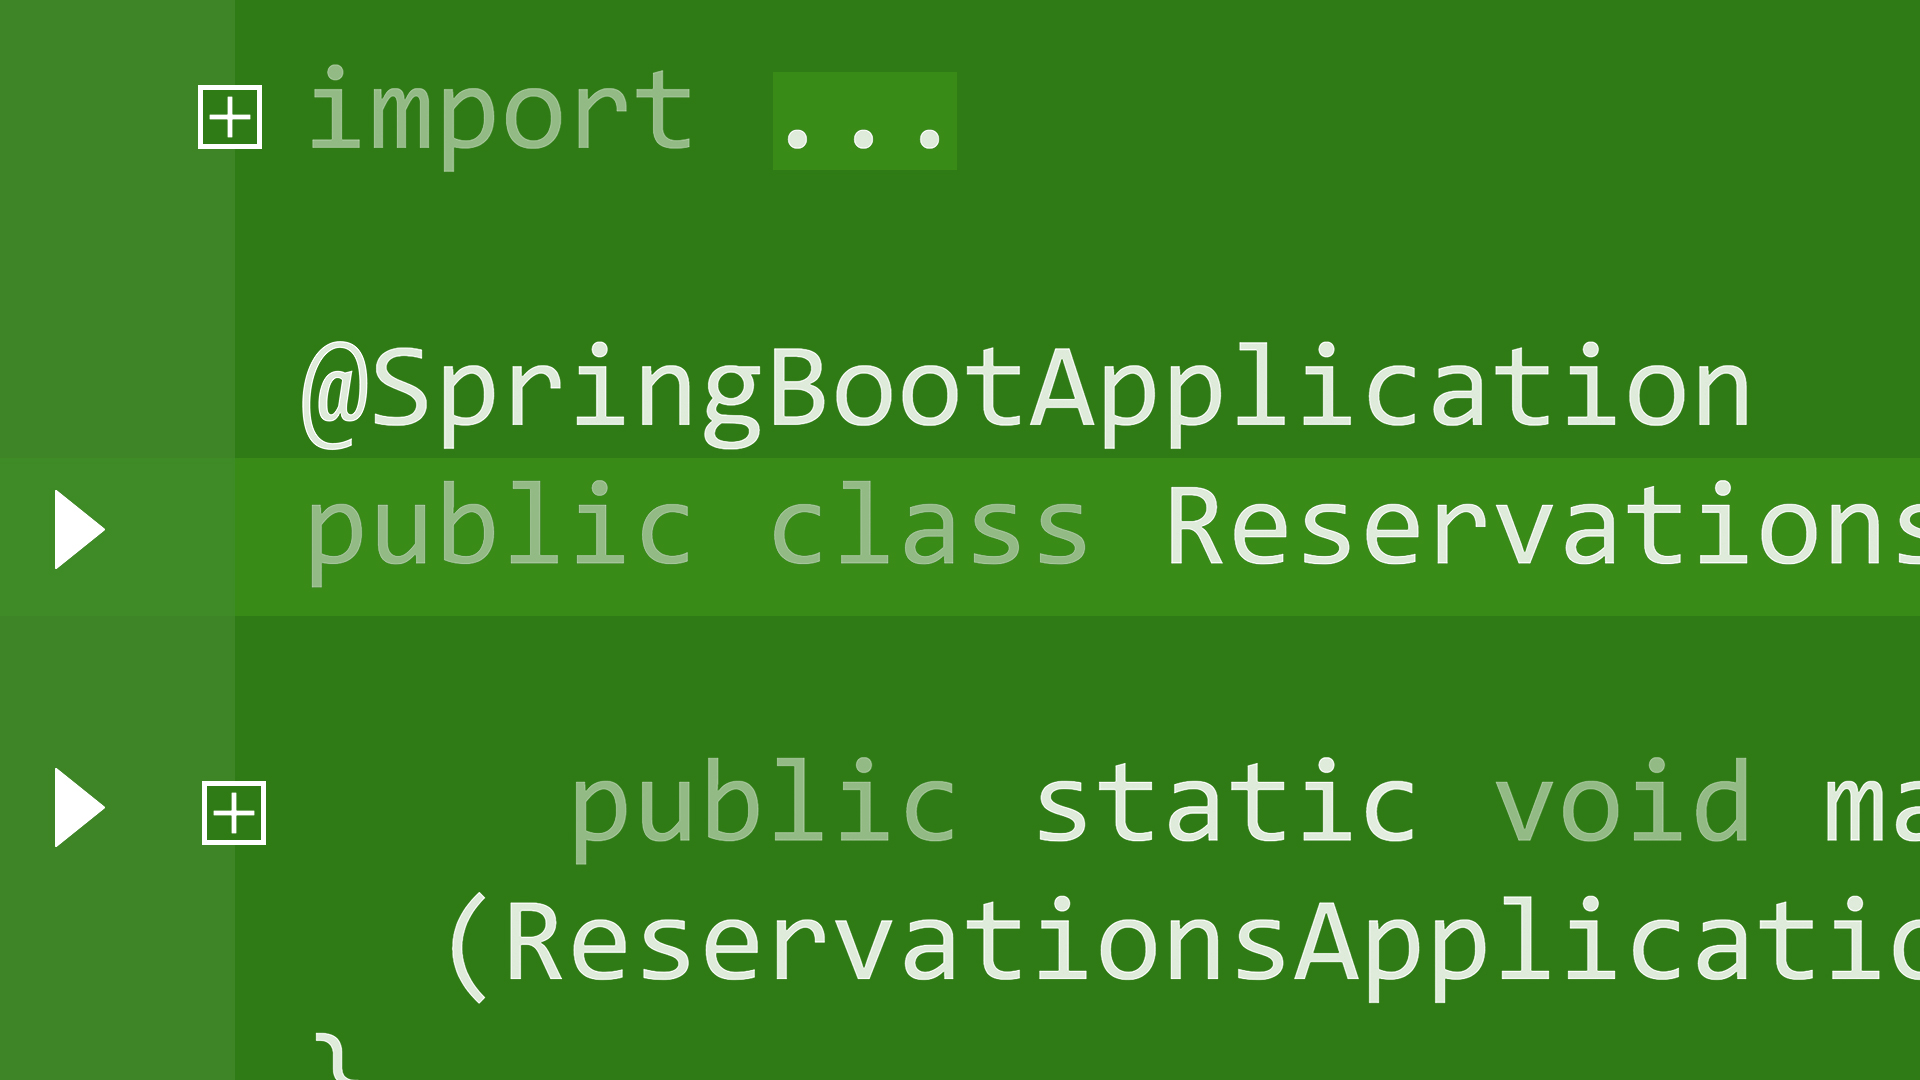 import ...
@SpringBootApplication
public class Reservations
public static void ma
(ReservationsApplicatio
}